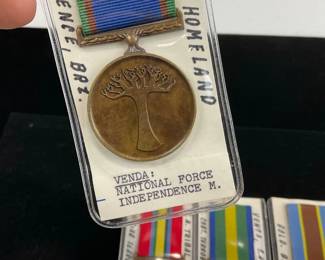 HOMELAND
ENCE, BRZ.
VENDA:
NATIONAL FORCE
INDEPENDENCE M.